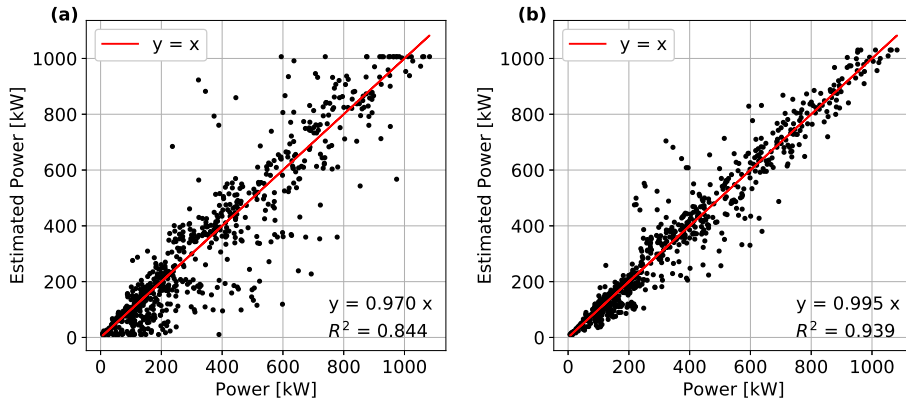 (a)
y = x
1000
800
600
400
200
0
0 200 400 600 800 1000
Estimated Power [kW]
Power [kW]
y = 0.970 x
R² = 0.844
(b)
y = x
1000
800
600
400
200
0
0 200 400 600 800 1000
Estimated Power [kW]
Power [kW]
y = 0.995 x
R² = 0.939